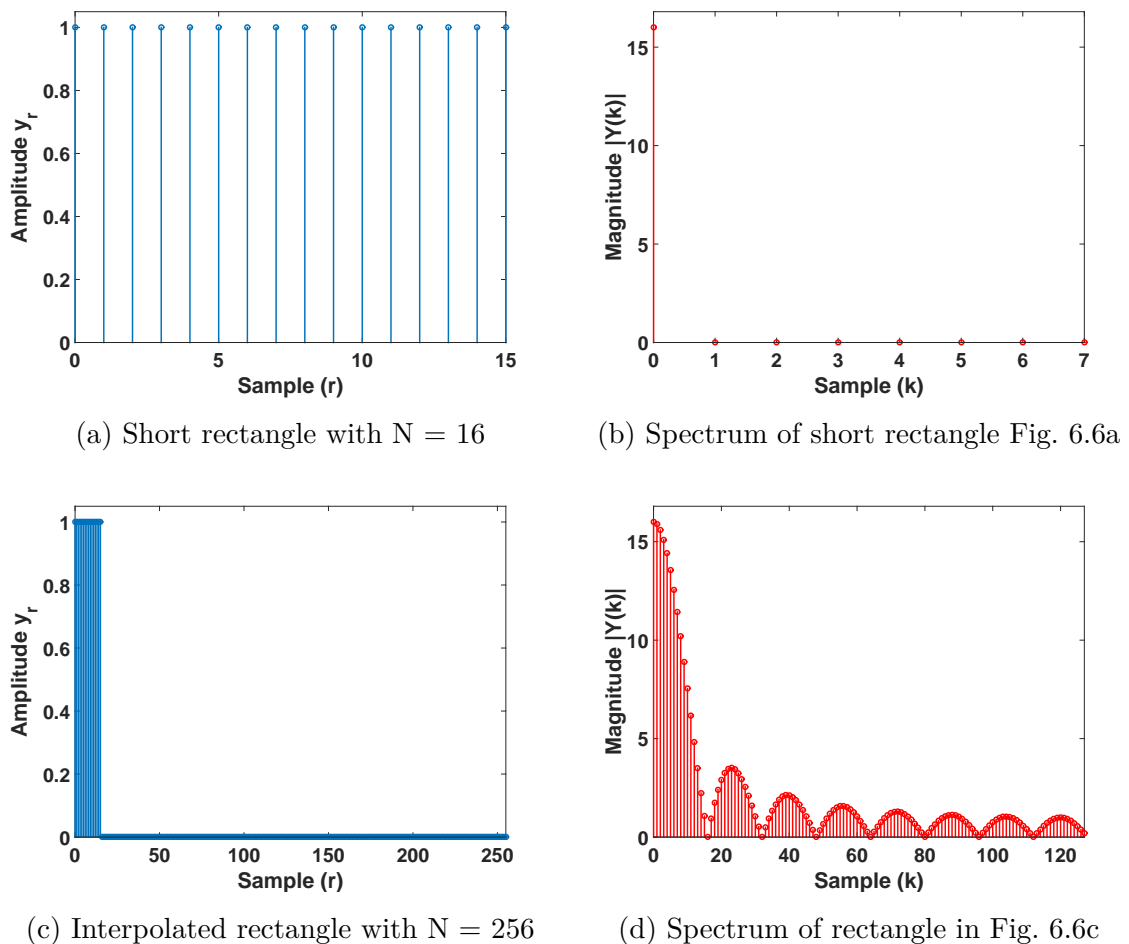 1
0.8
0.6
0.4
0.2
0
Amplitude y_r
0 5 10 15
Sample (r)
15
10
5
0
Magnitude |Y(k)|
0 1 2 3 4 5 6 7
Sample (k)
(a) Short rectangle with N = 16
(b) Spectrum of short rectangle Fig. 6.6a
1
0.8
0.6
0.4
0.2
0
Amplitude y_r
0 50 100 150 200 250
Sample (r)
15
10
5
0
Magnitude |Y(k)|
0 20 40 60 80 100 120
Sample (k)
(c) Interpolated rectangle with N = 256
(d) Spectrum of rectangle in Fig. 6.6c